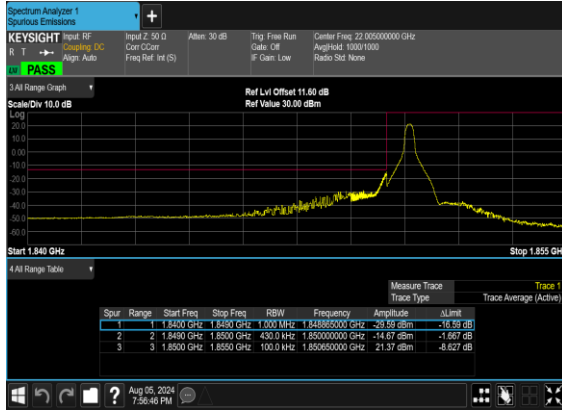 Spectrum Analyzer 1
Spurious Emissions
KEYSIGHT Input: RF Input Z: 50 Ω Atten: 30 dB Trig: Free Run Center Freq: 22.005000000 GHz
R T Coupling: DC Corr CCorr Gate: Off Avg|Hold: 1000/1000
Align: Auto Freq Ref: Int (S) IF Gain: Low Radio Std: None
PASS
3 All Range Graph
Ref Lvl Offset 11.60 dB
Scale/Div 10.0 dB Ref Value 30.00 dBm
Log
20.0
10.0
0.00
-10.0
-20.0
-30.0
-40.0
-50.0
-60.0
Start 1.840 GHz Stop 1.855 GH
4 All Range Table
Measure Trace Trace 1
Trace Type Trace Average (Active)
Spur Range Start Freq Stop Freq RBW Frequency Amplitude ΔLimit
1 1 1.8400 GHz 1.8490 GHz 1.000 MHz 1.848865000 GHz -29.59 dBm -16.59 dB
2 2 1.8490 GHz 1.8500 GHz 430.0 kHz 1.850000000 GHz -14.67 dBm -1.667 dB
3 3 1.8500 GHz 1.8550 GHz 100.0 kHz 1.850650000 GHz 21.37 dBm -8.627 dB
? Aug 05, 2024
7:56:46 PM